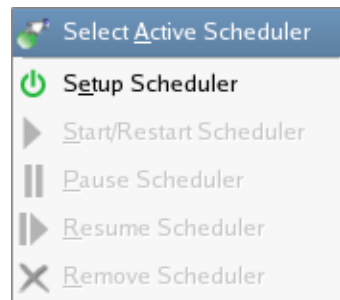 Select Active Scheduler
Setup Scheduler
Start/Restart Scheduler
Pause Scheduler
Resume Scheduler
Remove Scheduler